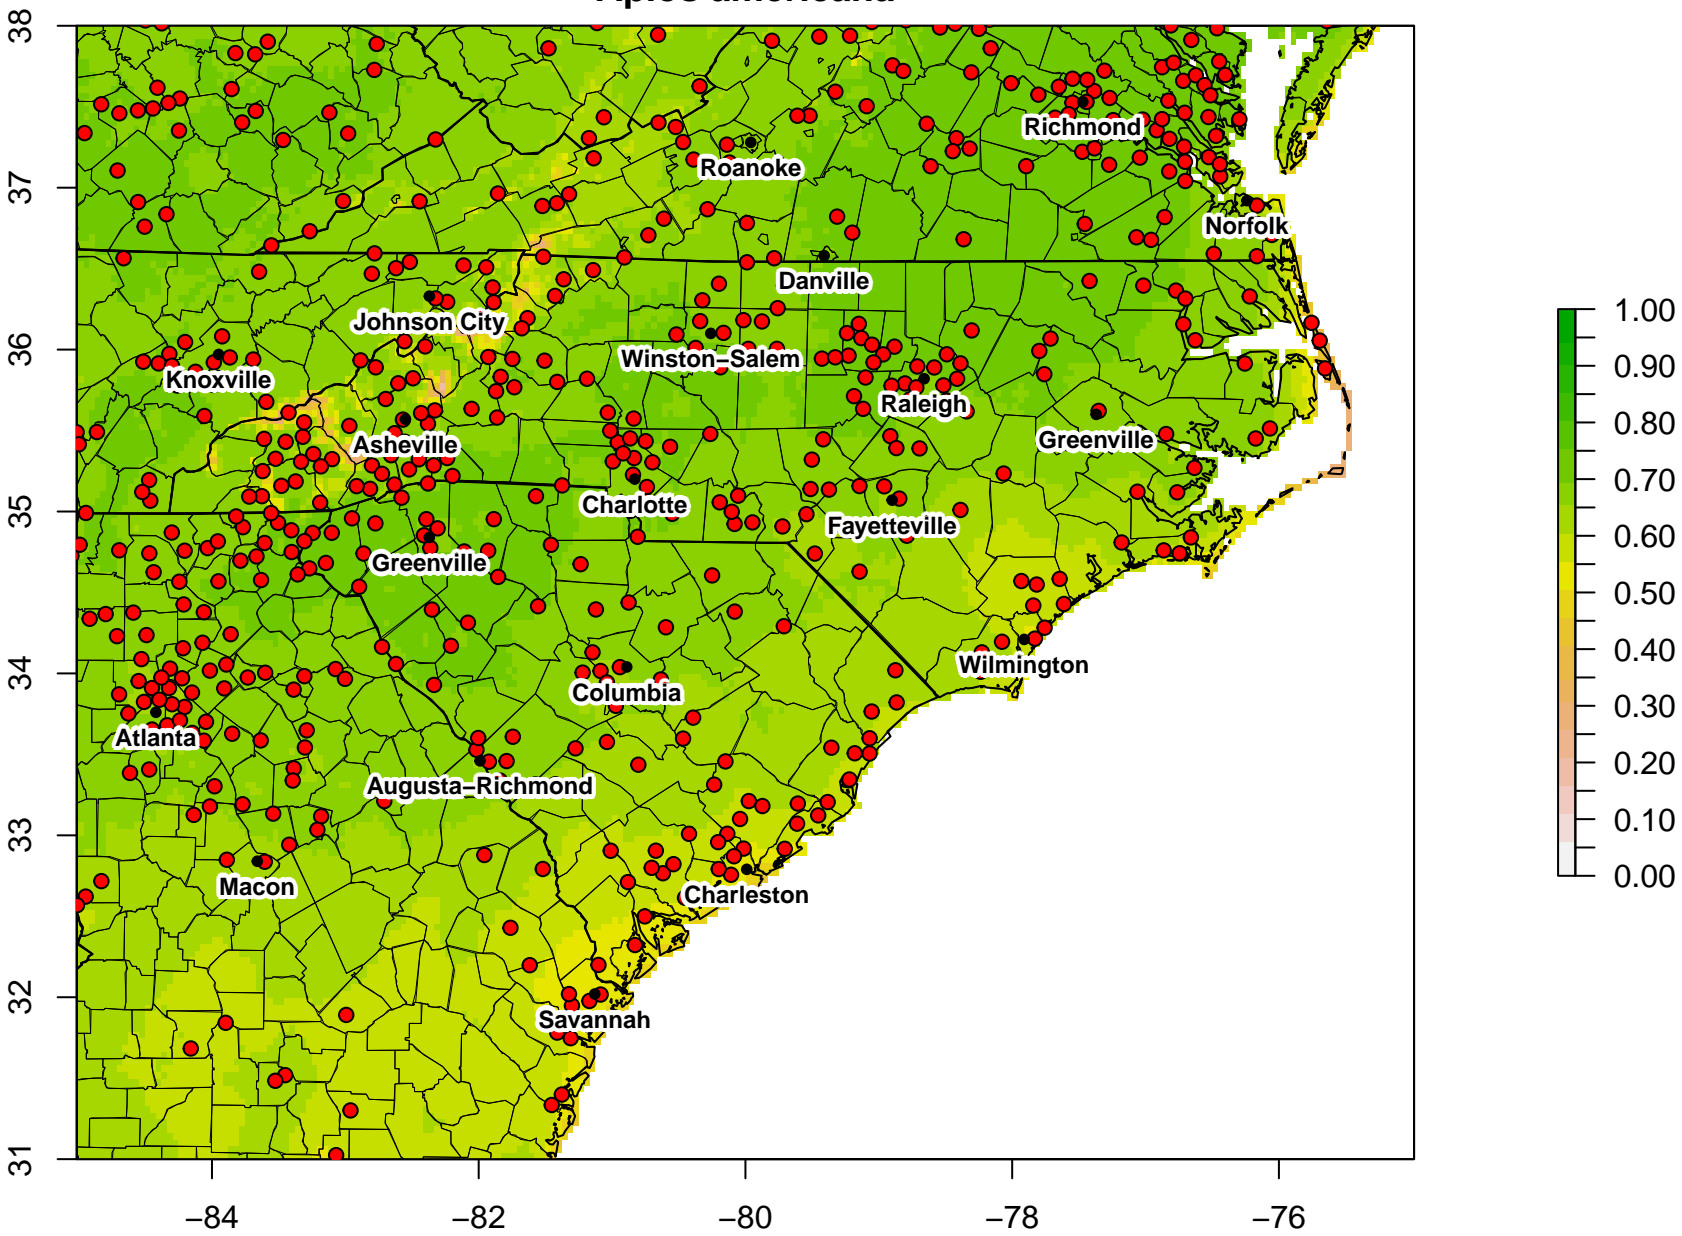 Apios americana
38
37
36
35
34
33
32
31
Richmond
Roanoke
Norfolk
Danville
Johnson City
Winston–Salem
Knoxville
Raleigh
Asheville
Greenville
Charlotte
Fayetteville
Greenville
Wilmington
Columbia
Atlanta
Augusta–Richmond
Macon
Charleston
Savannah
−84 −82 −80 −78 −76
1.00
0.90
0.80
0.70
0.60
0.50
0.40
0.30
0.20
0.10
0.00